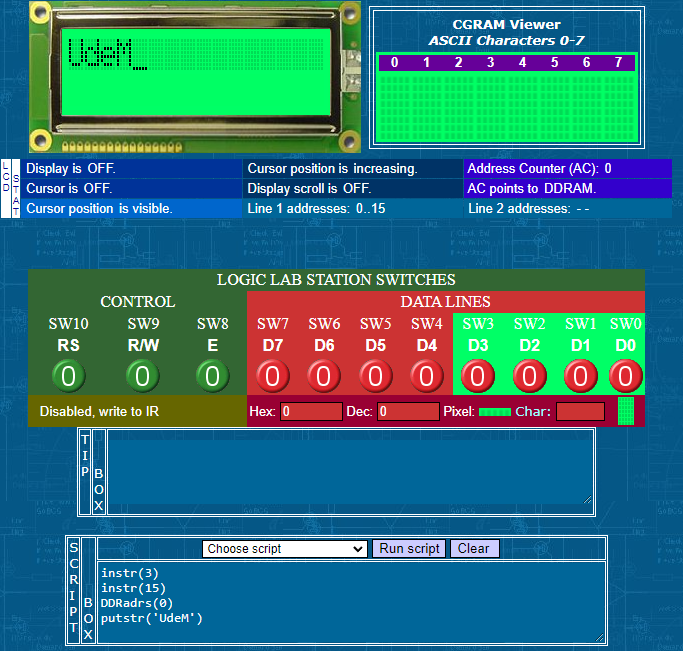 UdeM_
CGRAM Viewer
ASCII Characters 0-7
0 1 2 3 4 5 6 7
LCD STAT
Display is OFF. Cursor position is increasing. Address Counter (AC): 0
Cursor is OFF. Display scroll is OFF. AC points to DDRAM.
Cursor position is visible. Line 1 addresses: 0..15 Line 2 addresses: - -
LOGIC LAB STATION SWITCHES
CONTROL DATA LINES
SW10 SW9 SW8 SW7 SW6 SW5 SW4 SW3 SW2 SW1 SW0
RS R/W E D7 D6 D5 D4 D3 D2 D1 D0
0 0 0 0 0 0 0 0 0 0 0
Disabled, write to IR Hex: 0 Dec: 0 Pixel: Char:
TIP BOX
SCRIPT BOX
Choose script Run script Clear
instr(3)
instr(15)
DDRadrs(0)
putstr('UdeM')